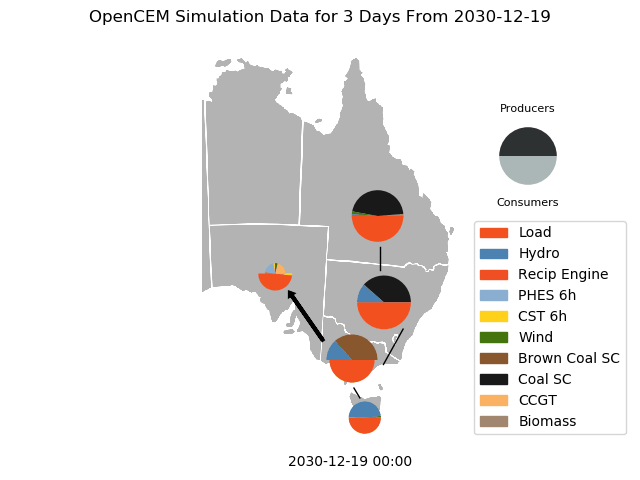 OpenCEM Simulation Data for 3 Days From 2030-12-19
Producers
Consumers
Load
Hydro
Recip Engine
PHES 6h
CST 6h
Wind
Brown Coal SC
Coal SC
CCGT
Biomass
2030-12-19 00:00